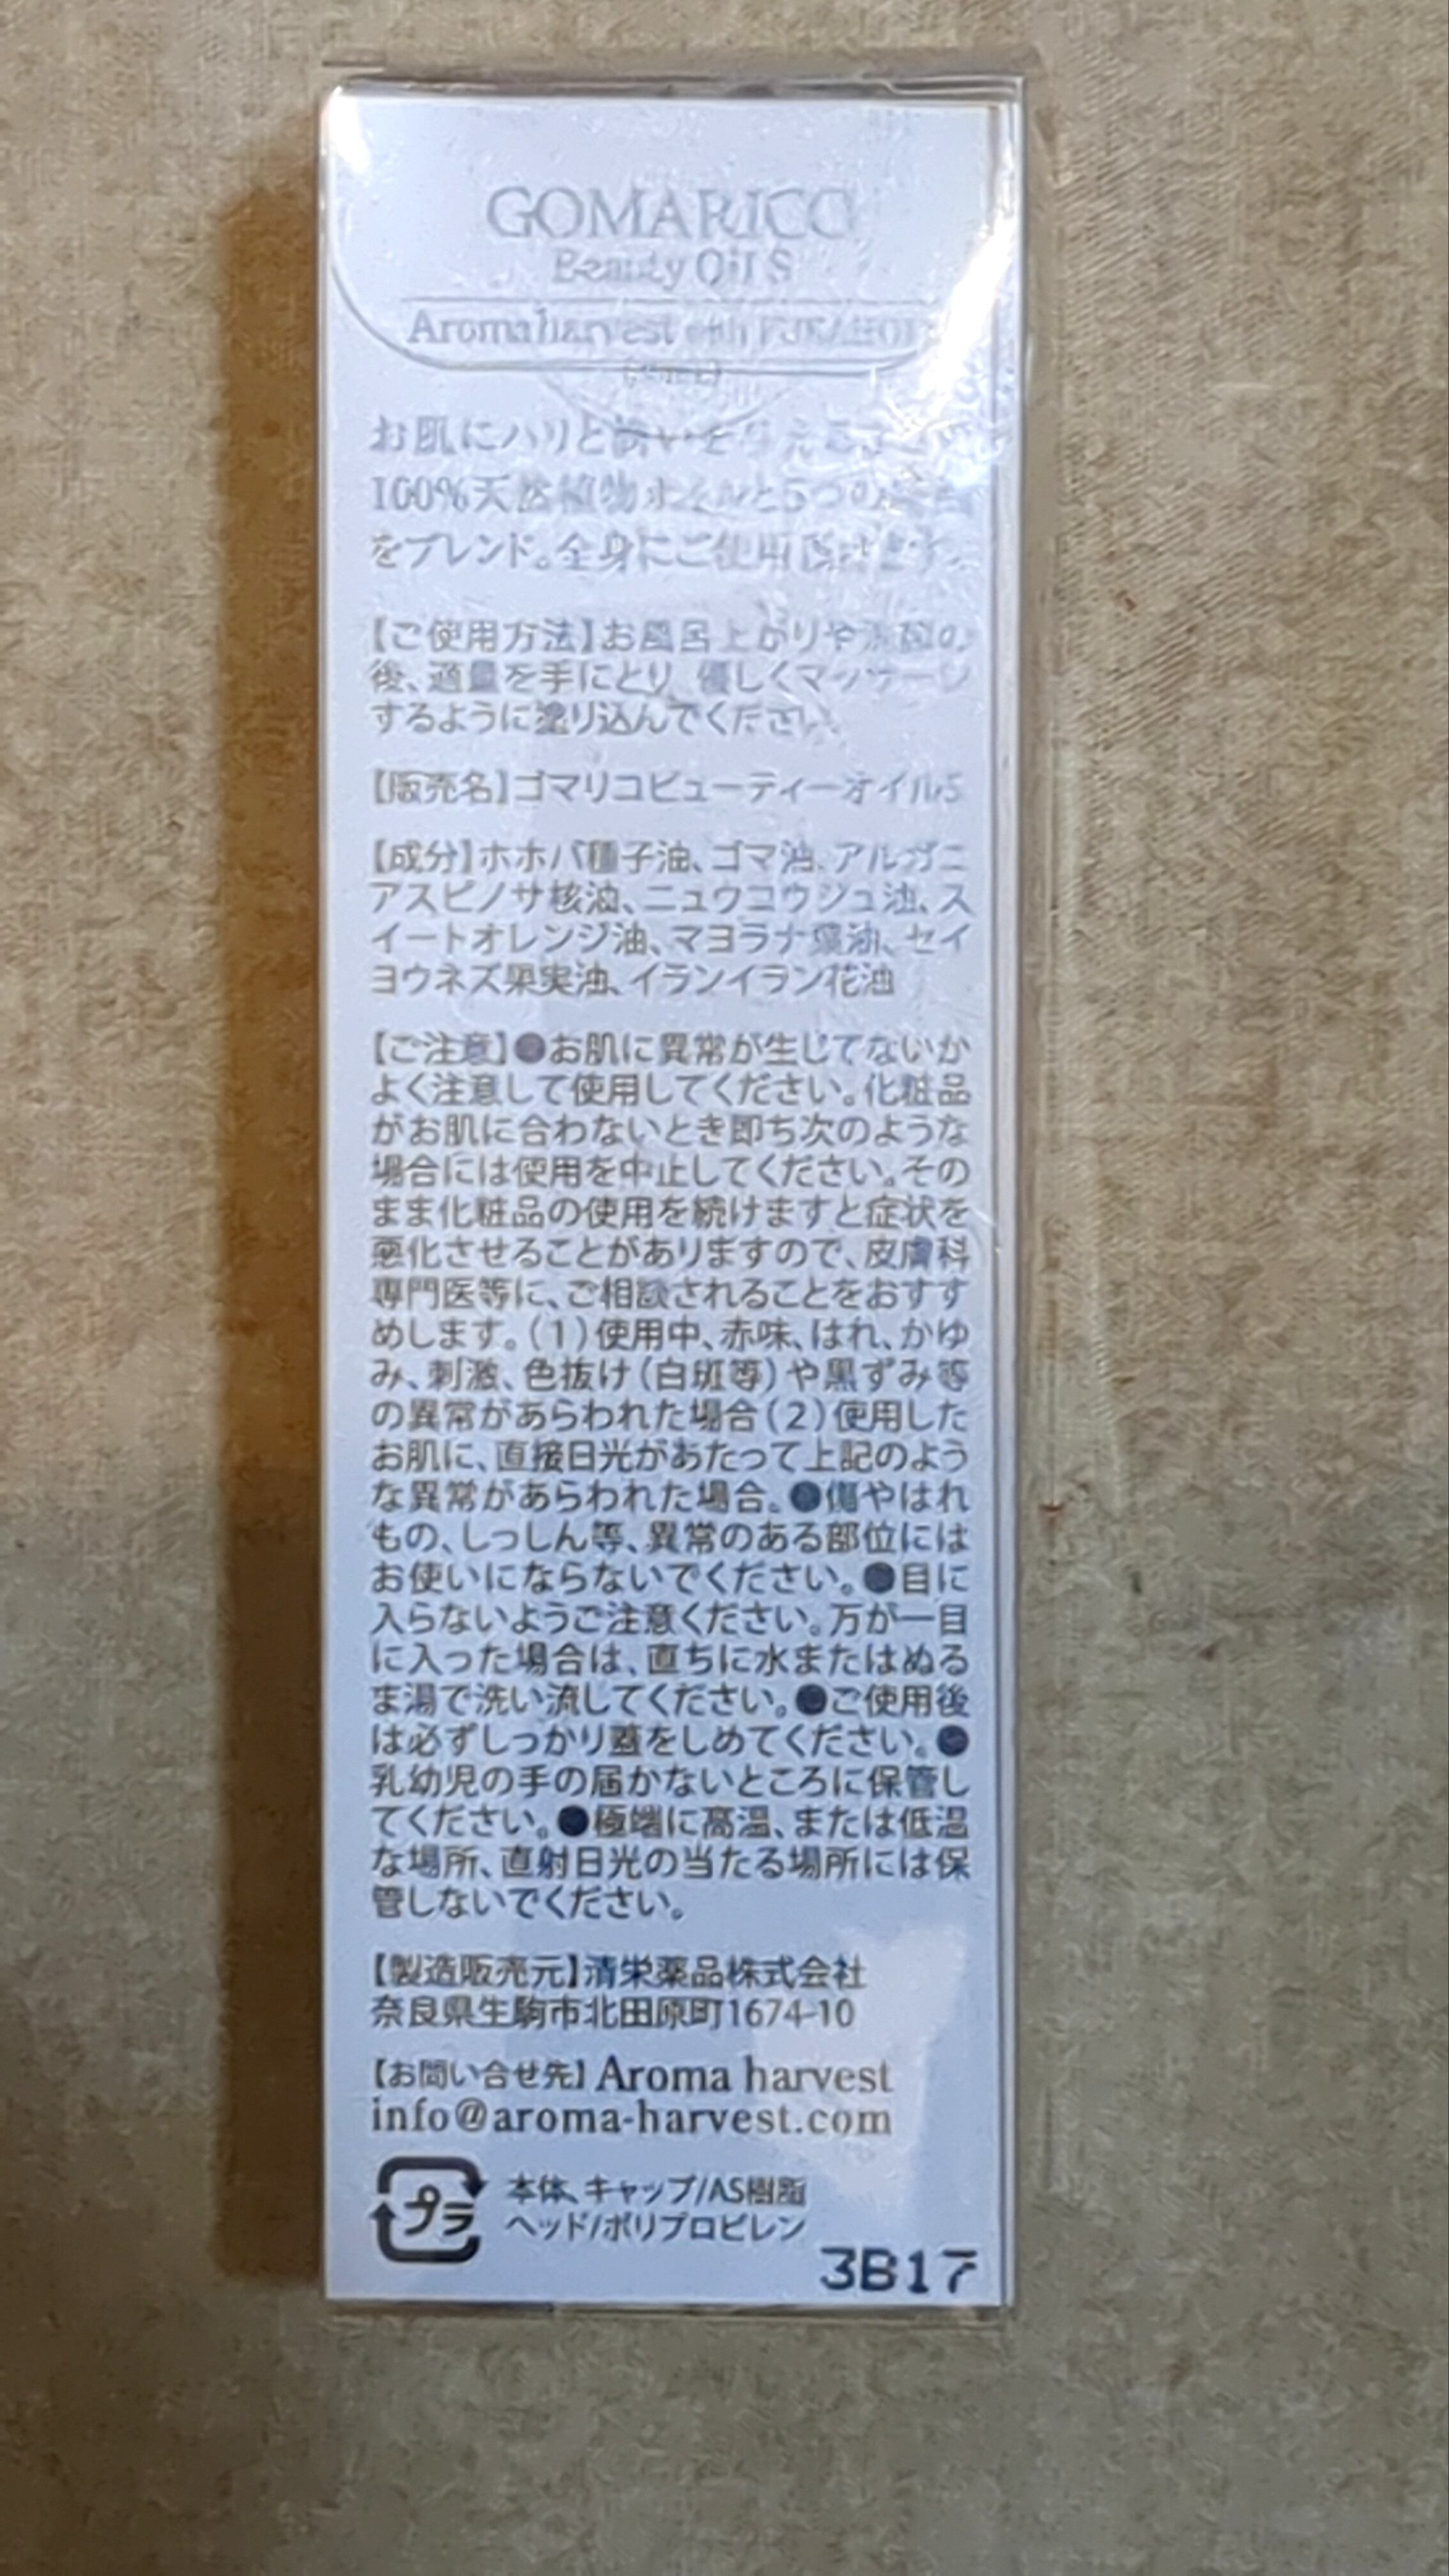 GOMARICO
Beauty Oil S
Aroma harvest with
お肌にハリと潤いを与える
100%天然植物オイルと5つの
をブレンド。全身にご使用頂けます。
【ご使用方法】お風呂上がりや洗顔の
後、適量を手にとり、優しくマッサージ
するように塗り込んでください。
【販売名】ゴマリコビューティーオイルS
【成分】ホホバ種子油、ゴマ油、アルガニ
アスピノサ核油、ニュウコウジュ油、ス
イートオレンジ油、マヨラナ葉油、セイ
ヨウネズ果実油、イランイラン花油
【ご注意】●お肌に異常が生じてないか
よく注意して使用してください。化粧品
がお肌に合わないとき即ち次のような
場合には使用を中止してください。その
まま化粧品の使用を続けますと症状を
悪化させることがありますので、皮膚科
専門医等に、ご相談されることをおすす
めします。（1）使用中、赤味、はれ、かゆ
み、刺激、色抜け（白斑等）や黒ずみ等
の異常があらわれた場合（2）使用した
お肌に、直接日光があたって上記のよう
な異常があらわれた場合。●傷やはれ
もの、しっしん等、異常のある部位には
お使いにならないでください。●目に
入らないようご注意ください。万が一目
に入った場合は、直ちに水またはぬる
ま湯で洗い流してください。●ご使用後
は必ずしっかり蓋をしめてください。●
乳幼児の手の届かないところに保管し
てください。●極端に高温、または低温
な場所、直射日光の当たる場所には保
管しないでください。
【製造販売元】清栄薬品株式会社
奈良県生駒市北田原町1674-10
【お問い合せ先】Aroma harvest
info@aroma-harvest.com
プラ
本体、キャップ/AS樹脂
ヘッド/ポリプロピレン
3B17